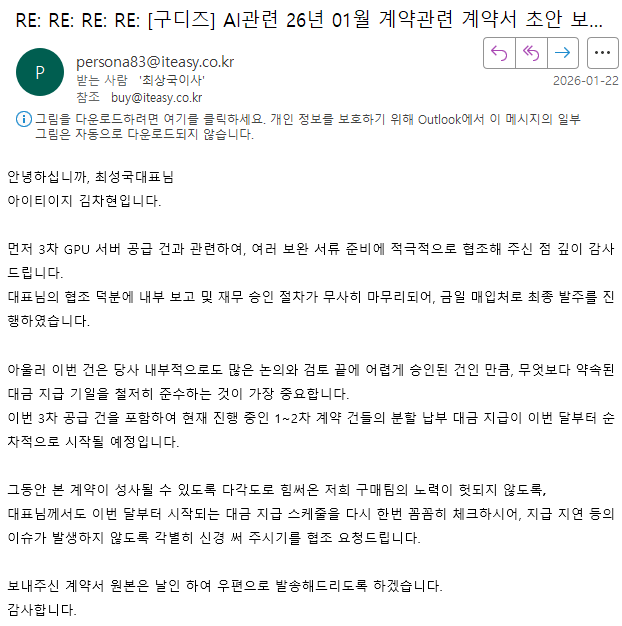 RE: RE: RE: RE: [구디즈] AI관련 26년 01월 계약관련 계약서 초안 보...
P
persona83@iteasy.co.kr
받는 사람 '최상국이사'
참조 buy@iteasy.co.kr
2026-01-22
그림을 다운로드하려면 여기를 클릭하세요. 개인 정보를 보호하기 위해 Outlook에서 이 메시지의 일부
그림은 자동으로 다운로드되지 않습니다.
안녕하십니까, 최성국대표님
아이티이지 김차현입니다.
먼저 3차 GPU 서버 공급 건과 관련하여, 여러 보완 서류 준비에 적극적으로 협조해 주신 점 깊이 감사
드립니다.
대표님의 협조 덕분에 내부 보고 및 재무 승인 절차가 무사히 마무리되어, 금일 매입처로 최종 발주를 진
행하였습니다.
아울러 이번 건은 당사 내부적으로도 많은 논의와 검토 끝에 어렵게 승인된 건인 만큼, 무엇보다 약속된
대금 지급 기일을 철저히 준수하는 것이 가장 중요합니다.
이번 3차 공급 건을 포함하여 현재 진행 중인 1~2차 계약 건들의 분할 납부 대금 지급이 이번 달부터 순
차적으로 시작될 예정입니다.
그동안 본 계약이 성사될 수 있도록 다각도로 힘써온 저희 구매팀의 노력이 헛되지 않도록,
대표님께서도 이번 달부터 시작되는 대금 지급 스케줄을 다시 한번 꼼꼼히 체크하시어, 지급 지연 등의
이슈가 발생하지 않도록 각별히 신경 써 주시기를 협조 요청드립니다.
보내주신 계약서 원본은 날인 하여 우편으로 발송해드리도록 하겠습니다.
감사합니다.